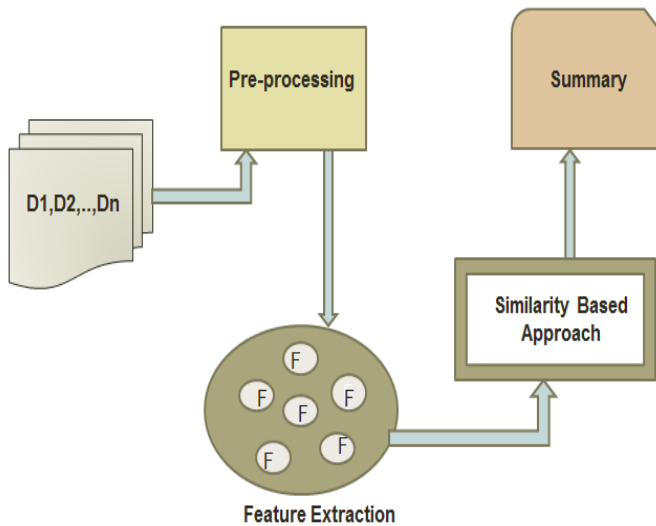 Pre-processing
Summary
D1,D2,..,Dn
Similarity Based
Approach
F
F
F
F
F
F
Feature Extraction